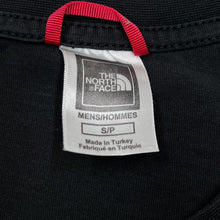 THE
NORTH
FACE
MENS/HOMMES
S/P
Made in Turkey
Fabriqué en Turquie